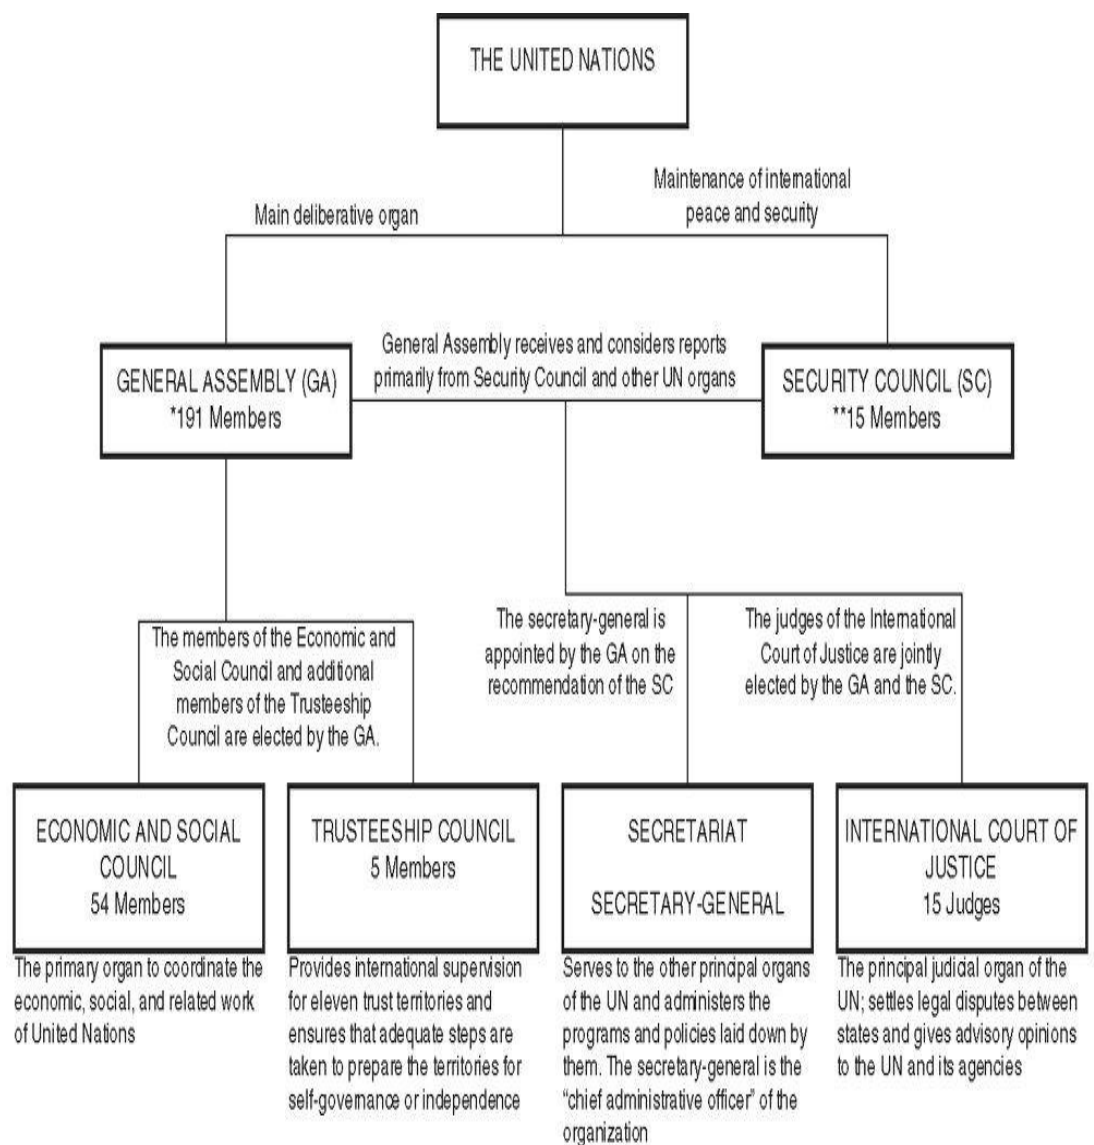 THE UNITED NATIONS
Main deliberative organ
Maintenance of international
peace and security
GENERAL ASSEMBLY (GA)
*191 Members
General Assembly receives and considers reports
primarily from Security Council and other UN organs
SECURITY COUNCIL (SC)
**15 Members
The members of the Economic and
Social Council and additional
members of the Trusteeship
Council are elected by the GA.
The secretary-general is
appointed by the GA on the
recommendation of the SC
The judges of the International
Court of Justice are jointly
elected by the GA and the SC.
ECONOMIC AND SOCIAL
COUNCIL
54 Members
The primary organ to coordinate the
economic, social, and related work
of United Nations
TRUSTEESHIP COUNCIL
5 Members
Provides international supervision
for eleven trust territories and
ensures that adequate steps are
taken to prepare the territories for
self-governance or independence
SECRETARIAT
SECRETARY-GENERAL
Serves to the other principal organs
of the UN and administers the
programs and policies laid down by
them. The secretary-general is the
“chief administrative officer” of the
organization
INTERNATIONAL COURT OF
JUSTICE
15 Judges
The principal judicial organ of the
UN; settles legal disputes between
states and gives advisory opinions
to the UN and its agencies